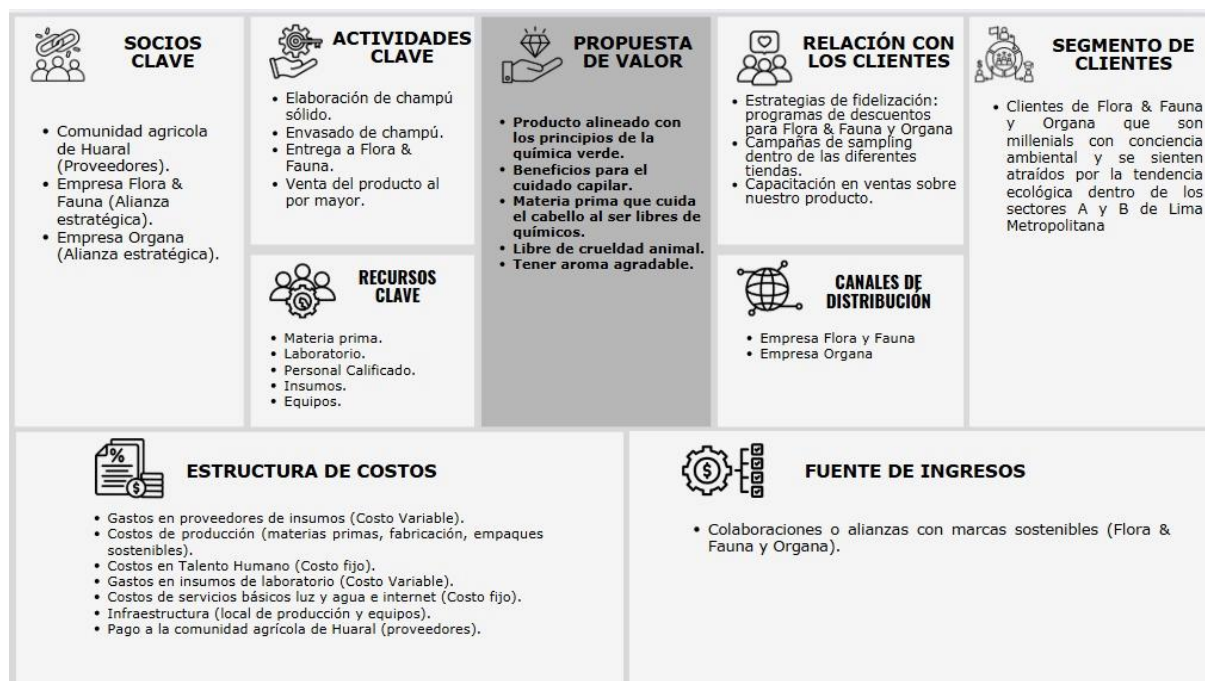 SOCIOS
CLAVE
• Comunidad agricola
de Huaral
(Proveedores).
• Empresa Flora &
Fauna (Alianza
estratégica).
• Empresa Organa
(Alianza estratégica).
ACTIVIDADES
CLAVE
• Elaboración de champú
sólido.
• Envasado de champú.
• Entrega a Flora &
Fauna.
• Venta del producto al
por mayor.
RECURSOS
CLAVE
• Materia prima.
• Laboratorio.
• Personal Calificado.
• Insumos.
• Equipos.
PROPUESTA
DE VALOR
• Producto alineado con
los principios de la
química verde.
• Beneficios para el
cuidado capilar.
• Materia prima que cuida
el cabello al ser libres de
químicos.
• Libre de crueldad animal.
• Tener aroma agradable.
RELACIÓN CON
LOS CLIENTES
• Estrategias de fidelización:
programas de descuentos
para Flora & Fauna y Organa
• Campañas de sampling
dentro de las diferentes
tiendas.
• Capacitación en ventas sobre
nuestro producto.
CANALES DE
DISTRIBUCIÓN
• Empresa Flora y Fauna
• Empresa Organa
SEGMENTO DE
CLIENTES
• Clientes de Flora & Fauna
y Organa que son
millenials con conciencia
ambiental y se sienten
atraídos por la tendencia
ecológica dentro de los
sectores A y B de Lima
Metropolitana
%
$
ESTRUCTURA DE COSTOS
• Gastos en proveedores de insumos (Costo Variable).
• Costos de producción (materias primas, fabricación, empaques
sostenibles).
• Costos en Talento Humano (Costo fijo).
• Gastos en insumos de laboratorio (Costo Variable).
• Costos de servicios básicos luz y agua e internet (Costo fijo).
• Infraestructura (local de producción y equipos).
• Pago a la comunidad agrícola de Huaral (proveedores).
$
FUENTE DE INGRESOS
• Colaboraciones o alianzas con marcas sostenibles (Flora &
Fauna y Organa).